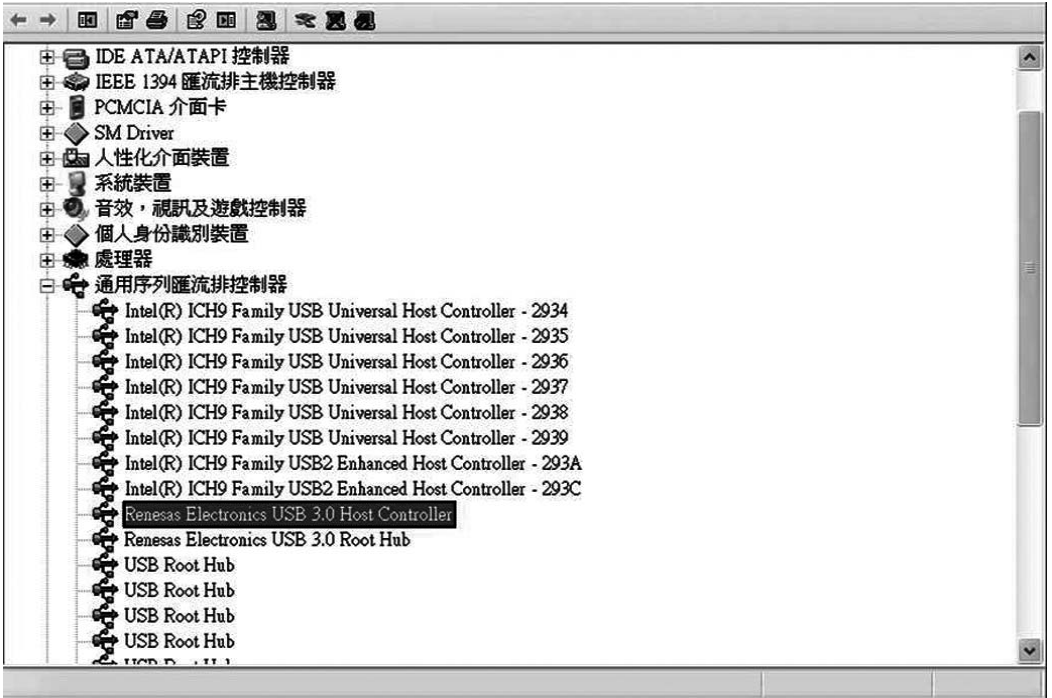 IDE ATA/ATAPI 控制器
IEEE 1394 匯流排主機控制器
PCMCIA 介面卡
SM Driver
人性化介面裝置
系統裝置
音效，視訊及遊戲控制器
個人身份識別裝置
處理器
通用序列匯流排控制器
Intel(R) ICH9 Family USB Universal Host Controller - 2934
Intel(R) ICH9 Family USB Universal Host Controller - 2935
Intel(R) ICH9 Family USB Universal Host Controller - 2936
Intel(R) ICH9 Family USB Universal Host Controller - 2937
Intel(R) ICH9 Family USB Universal Host Controller - 2938
Intel(R) ICH9 Family USB Universal Host Controller - 2939
Intel(R) ICH9 Family USB2 Enhanced Host Controller - 293A
Intel(R) ICH9 Family USB2 Enhanced Host Controller - 293C
Renesas Electronics USB 3.0 Host Controller
Renesas Electronics USB 3.0 Root Hub
USB Root Hub
USB Root Hub
USB Root Hub
USB Root Hub